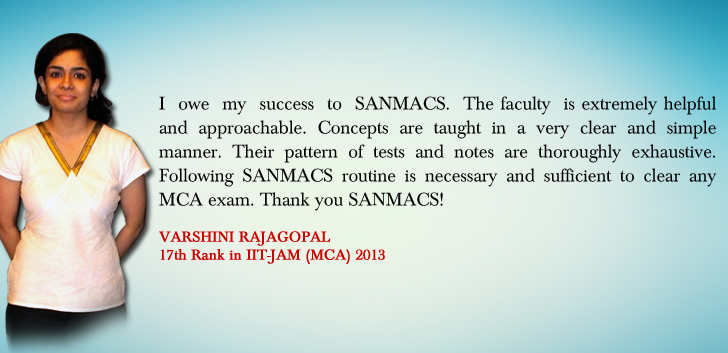 I owe my success to SANMACS. The faculty is extremely helpful
and approachable. Concepts are taught in a very clear and simple
manner. Their pattern of tests and notes are thoroughly exhaustive.
Following SANMACS routine is necessary and sufficient to clear any
MCA exam. Thank you SANMACS!
VARSHINI RAJAGOPAL
17th Rank in IIT-JAM (MCA) 2013